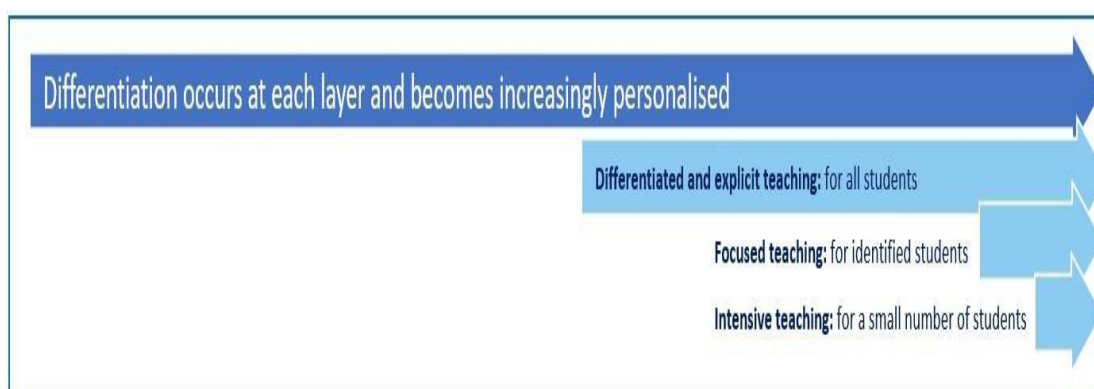 Differentiation occurs at each layer and becomes increasingly personalised
Differentiated and explicit teaching: for all students
Focused teaching: for identified students
Intensive teaching: for a small number of students